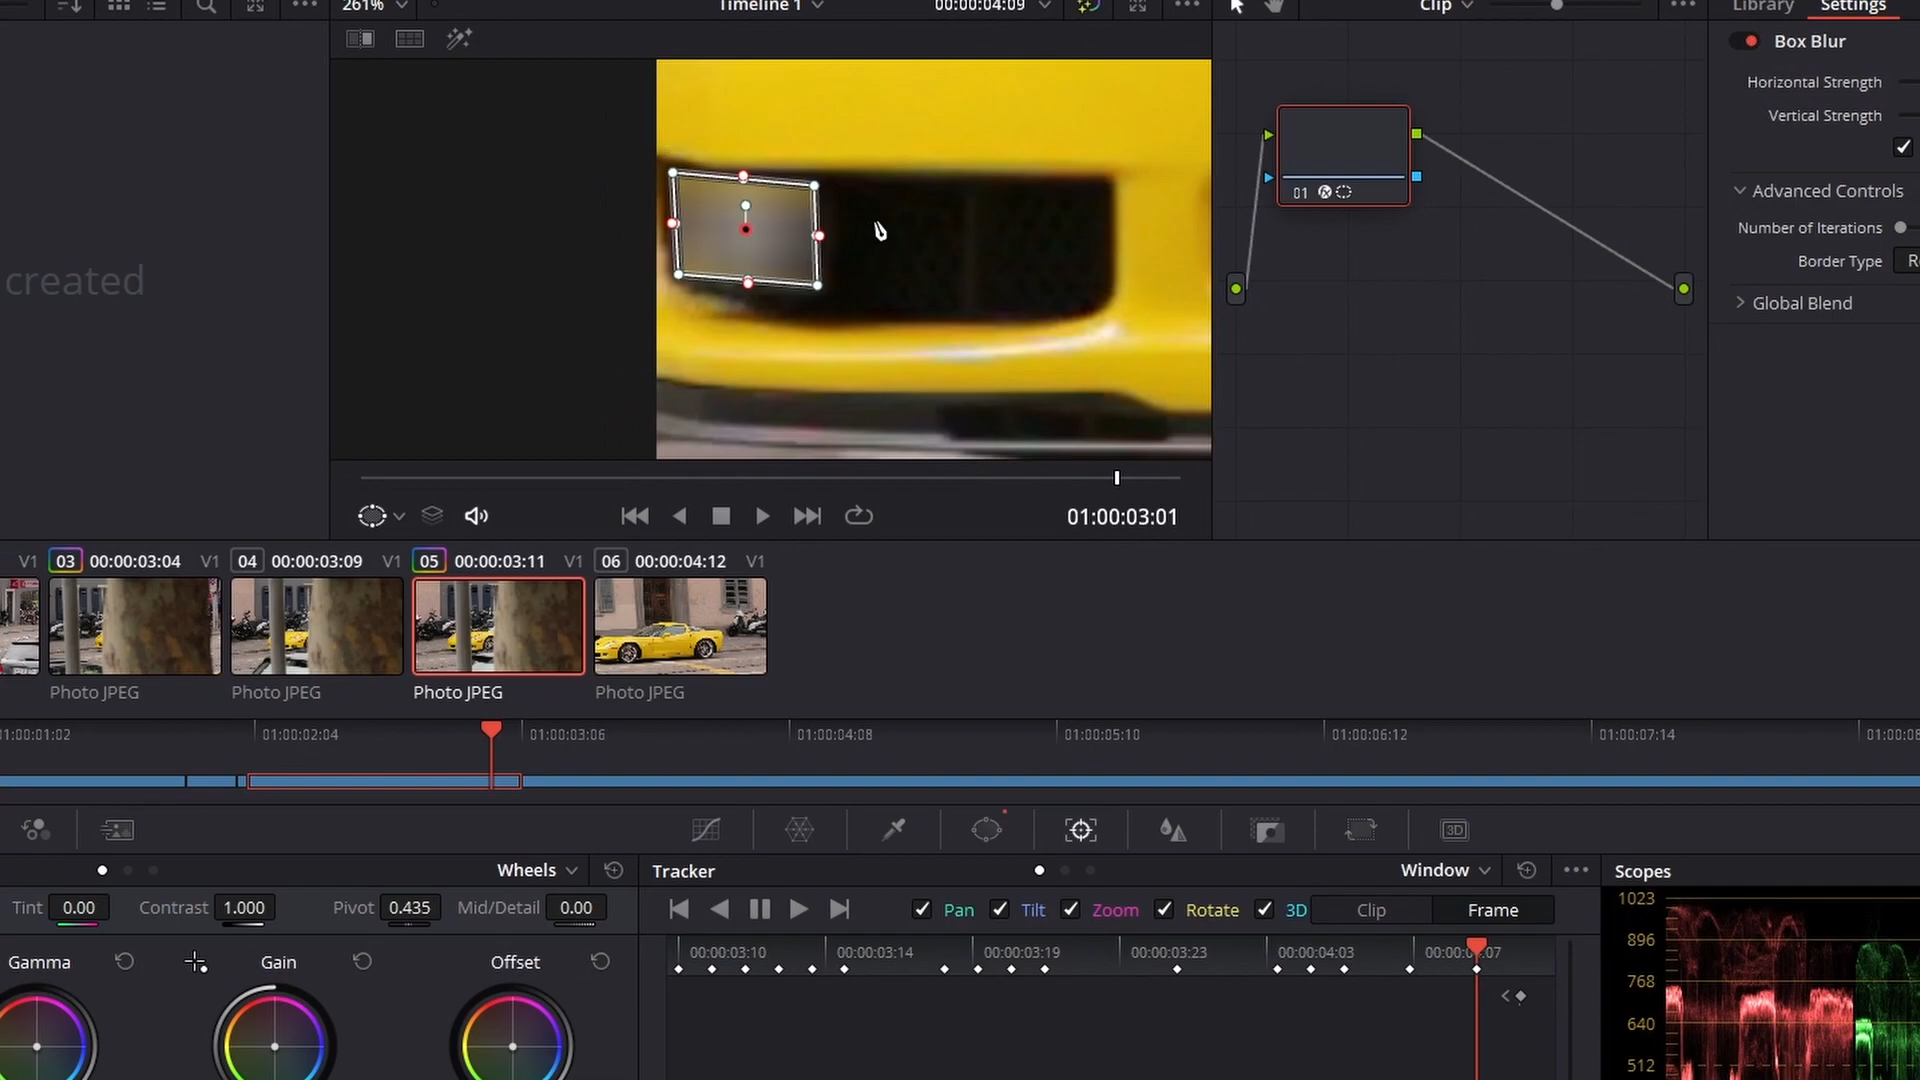 261%
Timeline 1
00:00:04:09
Clip
Library
Settings
Box Blur
Horizontal Strength
Vertical Strength
01
Advanced Controls
Number of Iterations
Border Type
Global Blend
created
01:00:03:01
V1 03 00:00:03:04 V1 04 00:00:03:09 V1 05 00:00:03:11 V1 06 00:00:04:12 V1
Photo JPEG Photo JPEG Photo JPEG Photo JPEG
1:00:01:02 01:00:02:04 01:00:03:06 01:00:04:08 01:00:05:10 01:00:06:12 01:00:07:14 01:00:08
3D
Wheels
Tracker
Window
Scopes
Tint 0.00 Contrast 1.000 Pivot 0.435 Mid/Detail 0.00
Pan Tilt Zoom Rotate 3D Clip Frame
Gamma Gain Offset
00:00:03:10 00:00:03:14 00:00:03:19 00:00:03:23 00:00:04:03
1023
896
768
640
512